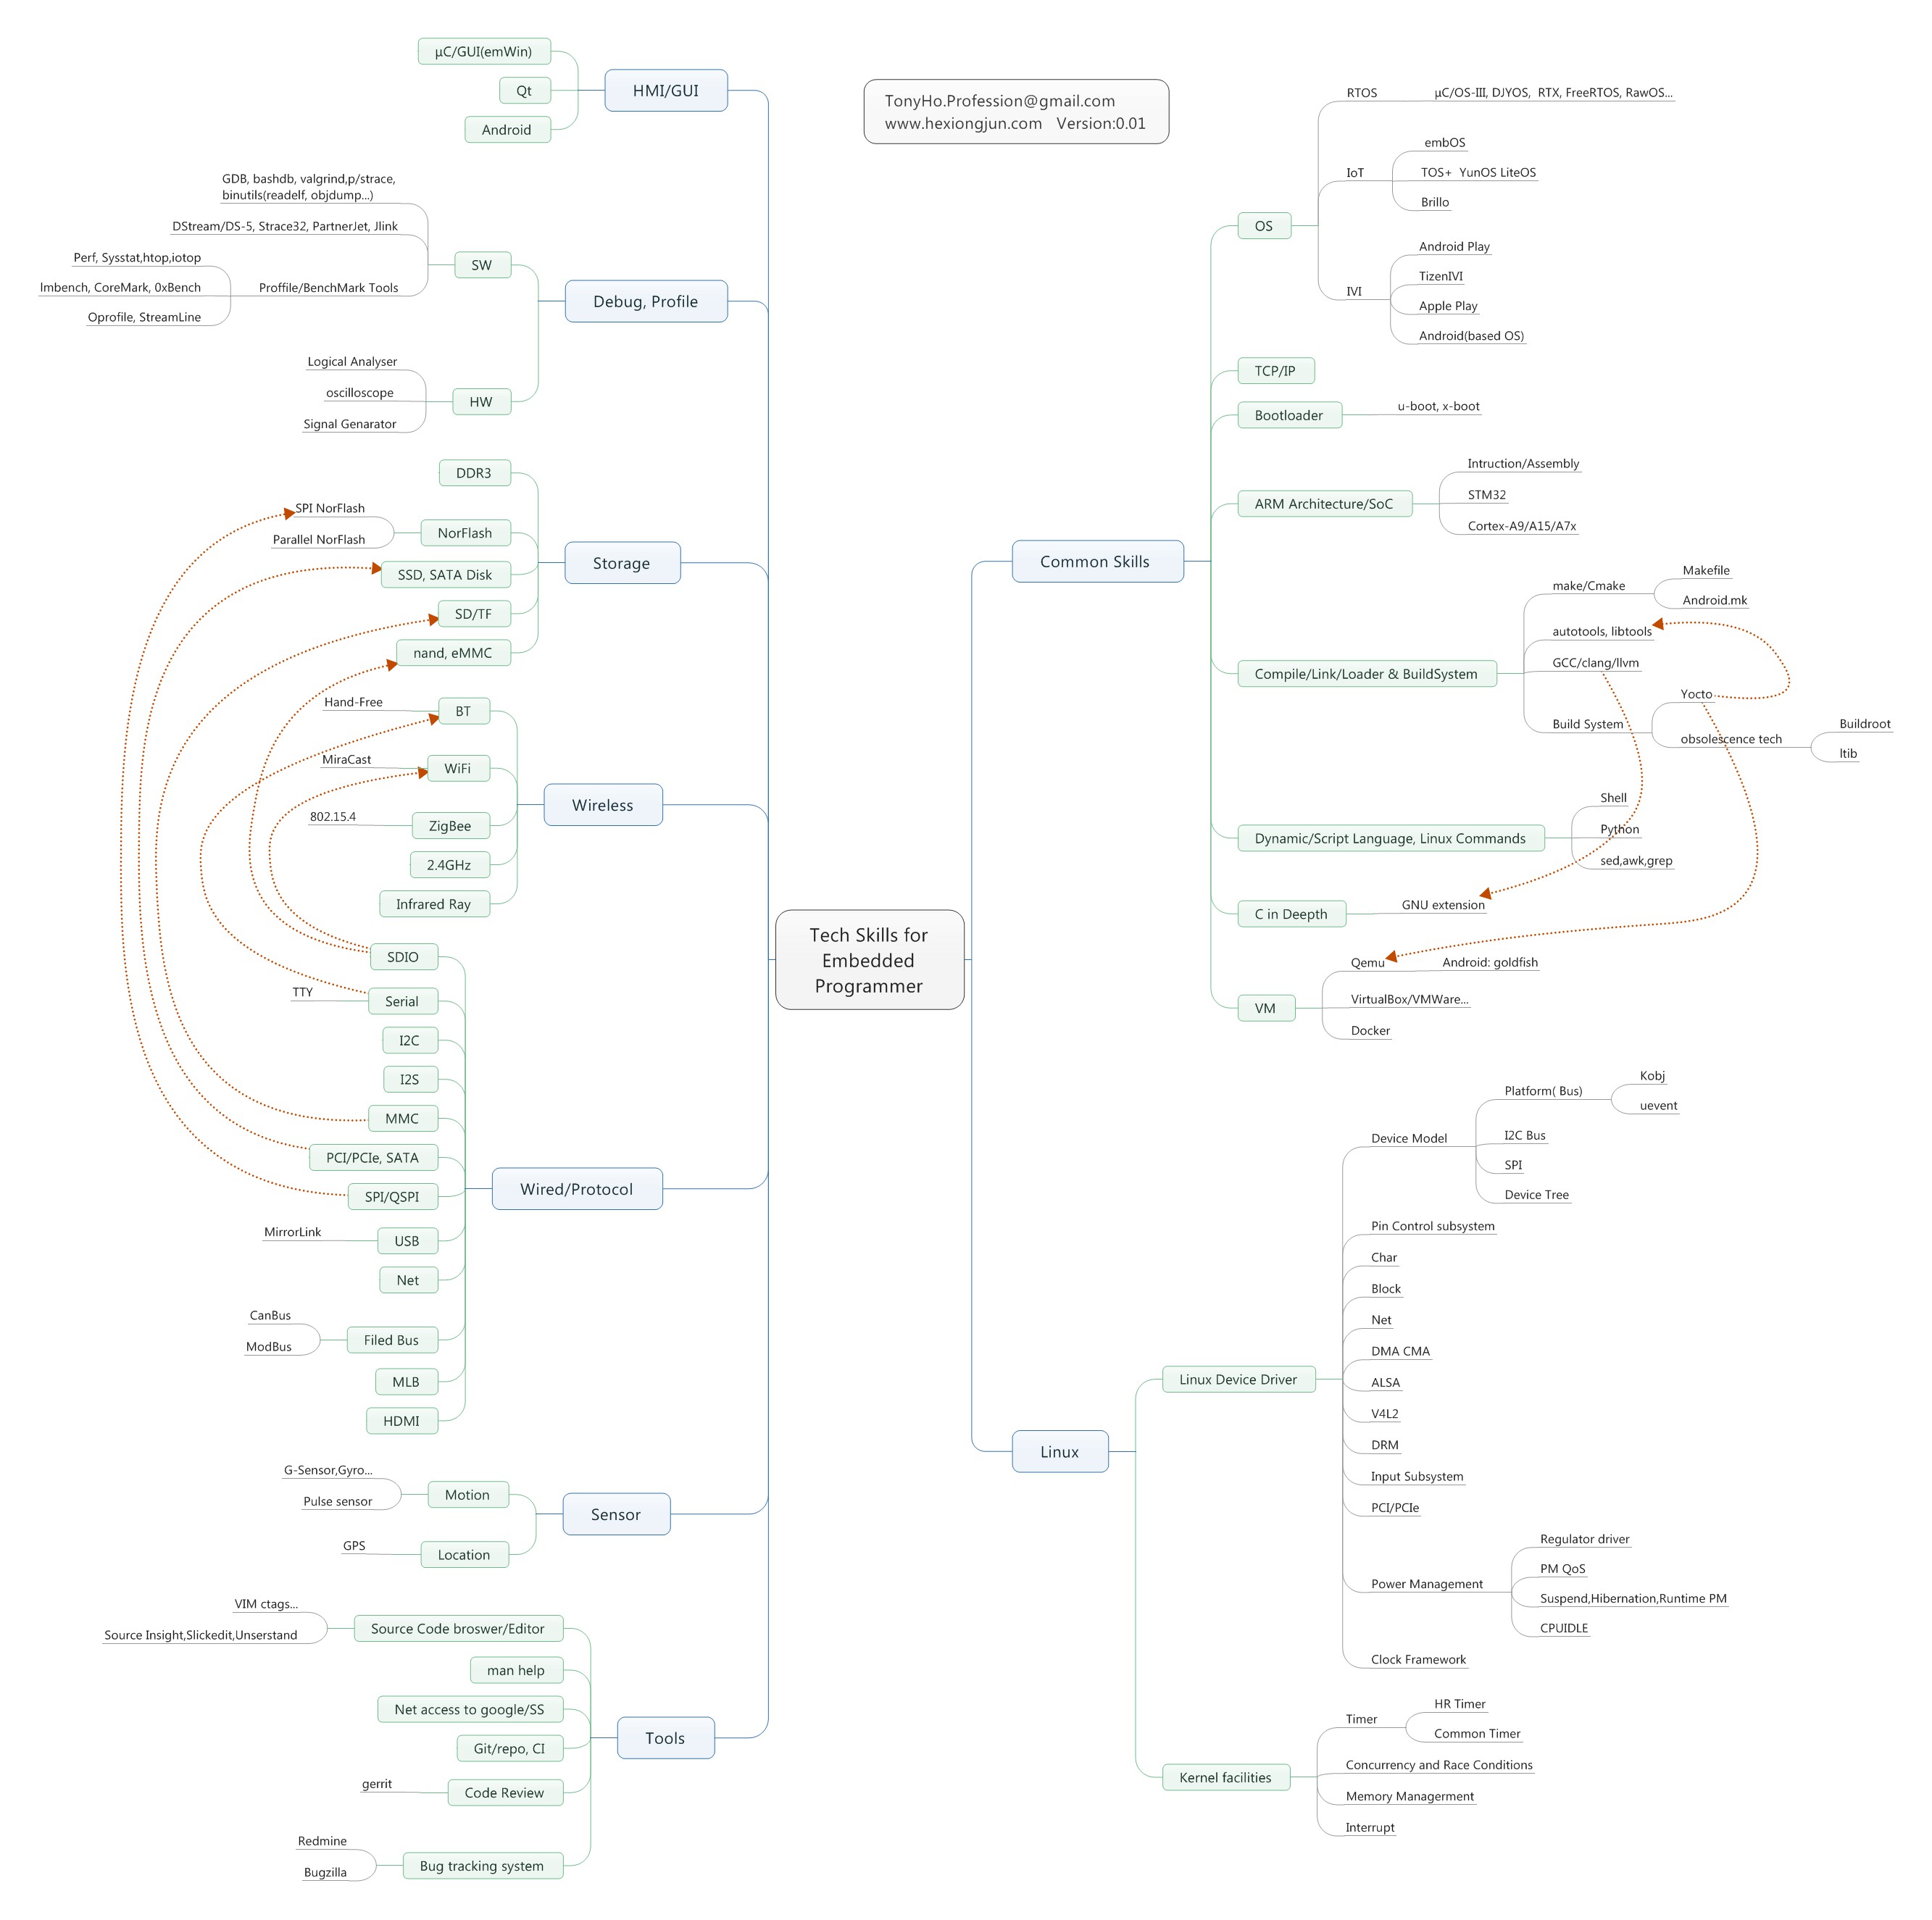 TonyHo.Profession@gmail.com
www.hexiongjun.com   Version:0.01
Tech Skills for
Embedded
Programmer
HMI/GUI
µC/GUI(emWin)
Qt
Android
Debug, Profile
SW
GDB, bashdb, valgrind,p/strace,
binutils(readelf, objdump...)
DStream/DS-5, Strace32, PartnerJet, Jlink
Proffile/BenchMark Tools
Perf, Sysstat,htop,iotop
lmbench, CoreMark, 0xBench
Oprofile, StreamLine
HW
Logical Analyser
oscilloscope
Signal Genarator
Storage
DDR3
NorFlash
SPI NorFlash
Parallel NorFlash
SSD, SATA Disk
SD/TF
nand, eMMC
Wireless
BT
Hand-Free
WiFi
MiraCast
ZigBee
802.15.4
2.4GHz
Infrared Ray
Wired/Protocol
SDIO
Serial
TTY
I2C
I2S
MMC
PCI/PCIe, SATA
SPI/QSPI
USB
MirrorLink
Net
Filed Bus
CanBus
ModBus
MLB
HDMI
Sensor
Motion
G-Sensor,Gyro...
Pulse sensor
Location
GPS
Tools
Source Code broswer/Editor
VIM ctags...
Source Insight,Slickedit,Unserstand
man help
Net access to google/SS
Git/repo, CI
Code Review
gerrit
Bug tracking system
Redmine
Bugzilla
Common Skills
OS
RTOS
µC/OS-III, DJYOS,  RTX, FreeRTOS, RawOS...
IoT
embOS
TOS+  YunOS LiteOS
Brillo
IVI
Android Play
TizenIVI
Apple Play
Android(based OS)
TCP/IP
Bootloader
u-boot, x-boot
ARM Architecture/SoC
Intruction/Assembly
STM32
Cortex-A9/A15/A7x
Compile/Link/Loader & BuildSystem
make/Cmake
Makefile
Android.mk
autotools, libtools
GCC/clang/llvm
Build System
Yocto
obsolescence tech
Buildroot
ltib
Dynamic/Script Language, Linux Commands
Shell
Python
sed,awk,grep
C in Deepth
GNU extension
VM
Qemu
Android: goldfish
VirtualBox/VMWare...
Docker
Linux
Linux Device Driver
Device Model
Platform( Bus)
Kobj
uevent
I2C Bus
SPI
Device Tree
Pin Control subsystem
Char
Block
Net
DMA CMA
ALSA
V4L2
DRM
Input Subsystem
PCI/PCIe
Power Management
Regulator driver
PM QoS
Suspend,Hibernation,Runtime PM
CPUIDLE
Clock Framework
Kernel facilities
Timer
HR Timer
Common Timer
Concurrency and Race Conditions
Memory Managerment
Interrupt